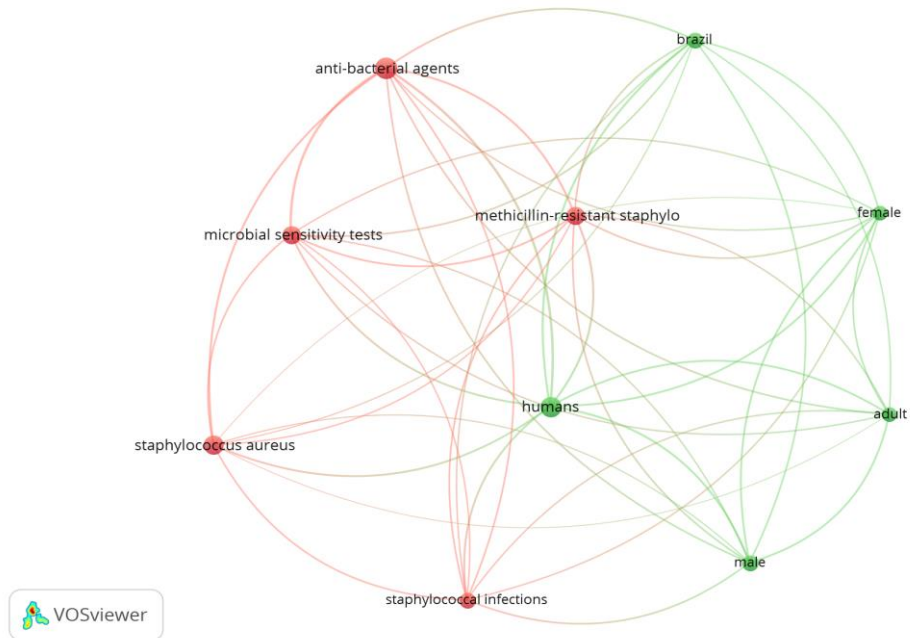 brazil
anti-bacterial agents
female
methicillin-resistant staphylo
microbial sensitivity tests
humans
adult
staphylococcus aureus
male
staphylococcal infections
VOSviewer